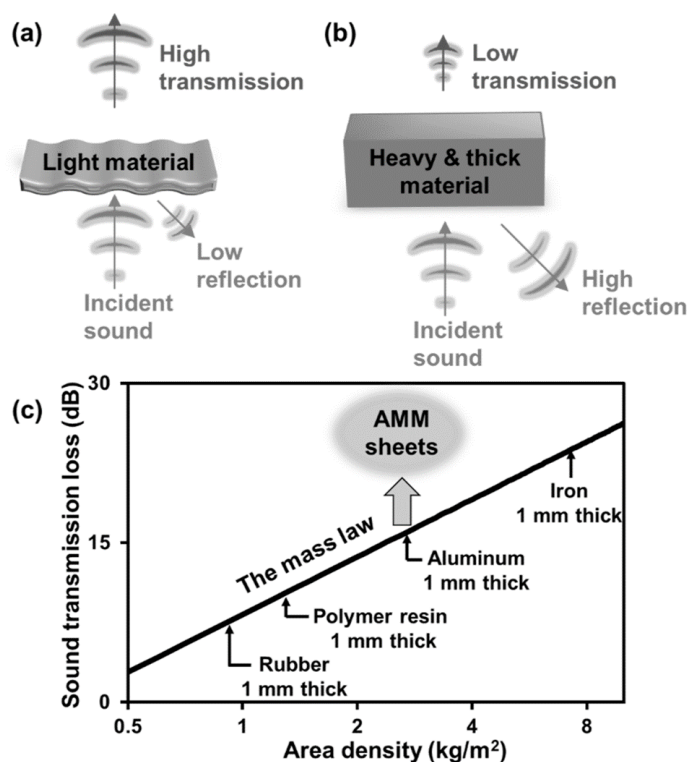 (a)
High
transmission
Light material
Low
reflection
Incident
sound
(b)
Low
transmission
Heavy & thick
material
High
reflection
Incident
sound
(c)
Sound transmission loss (dB)
30
15
0
AMM
sheets
The mass law
Iron
1 mm thick
Aluminum
1 mm thick
Polymer resin
1 mm thick
Rubber
1 mm thick
0.5
1
2
4
8
Area density (kg/m²)